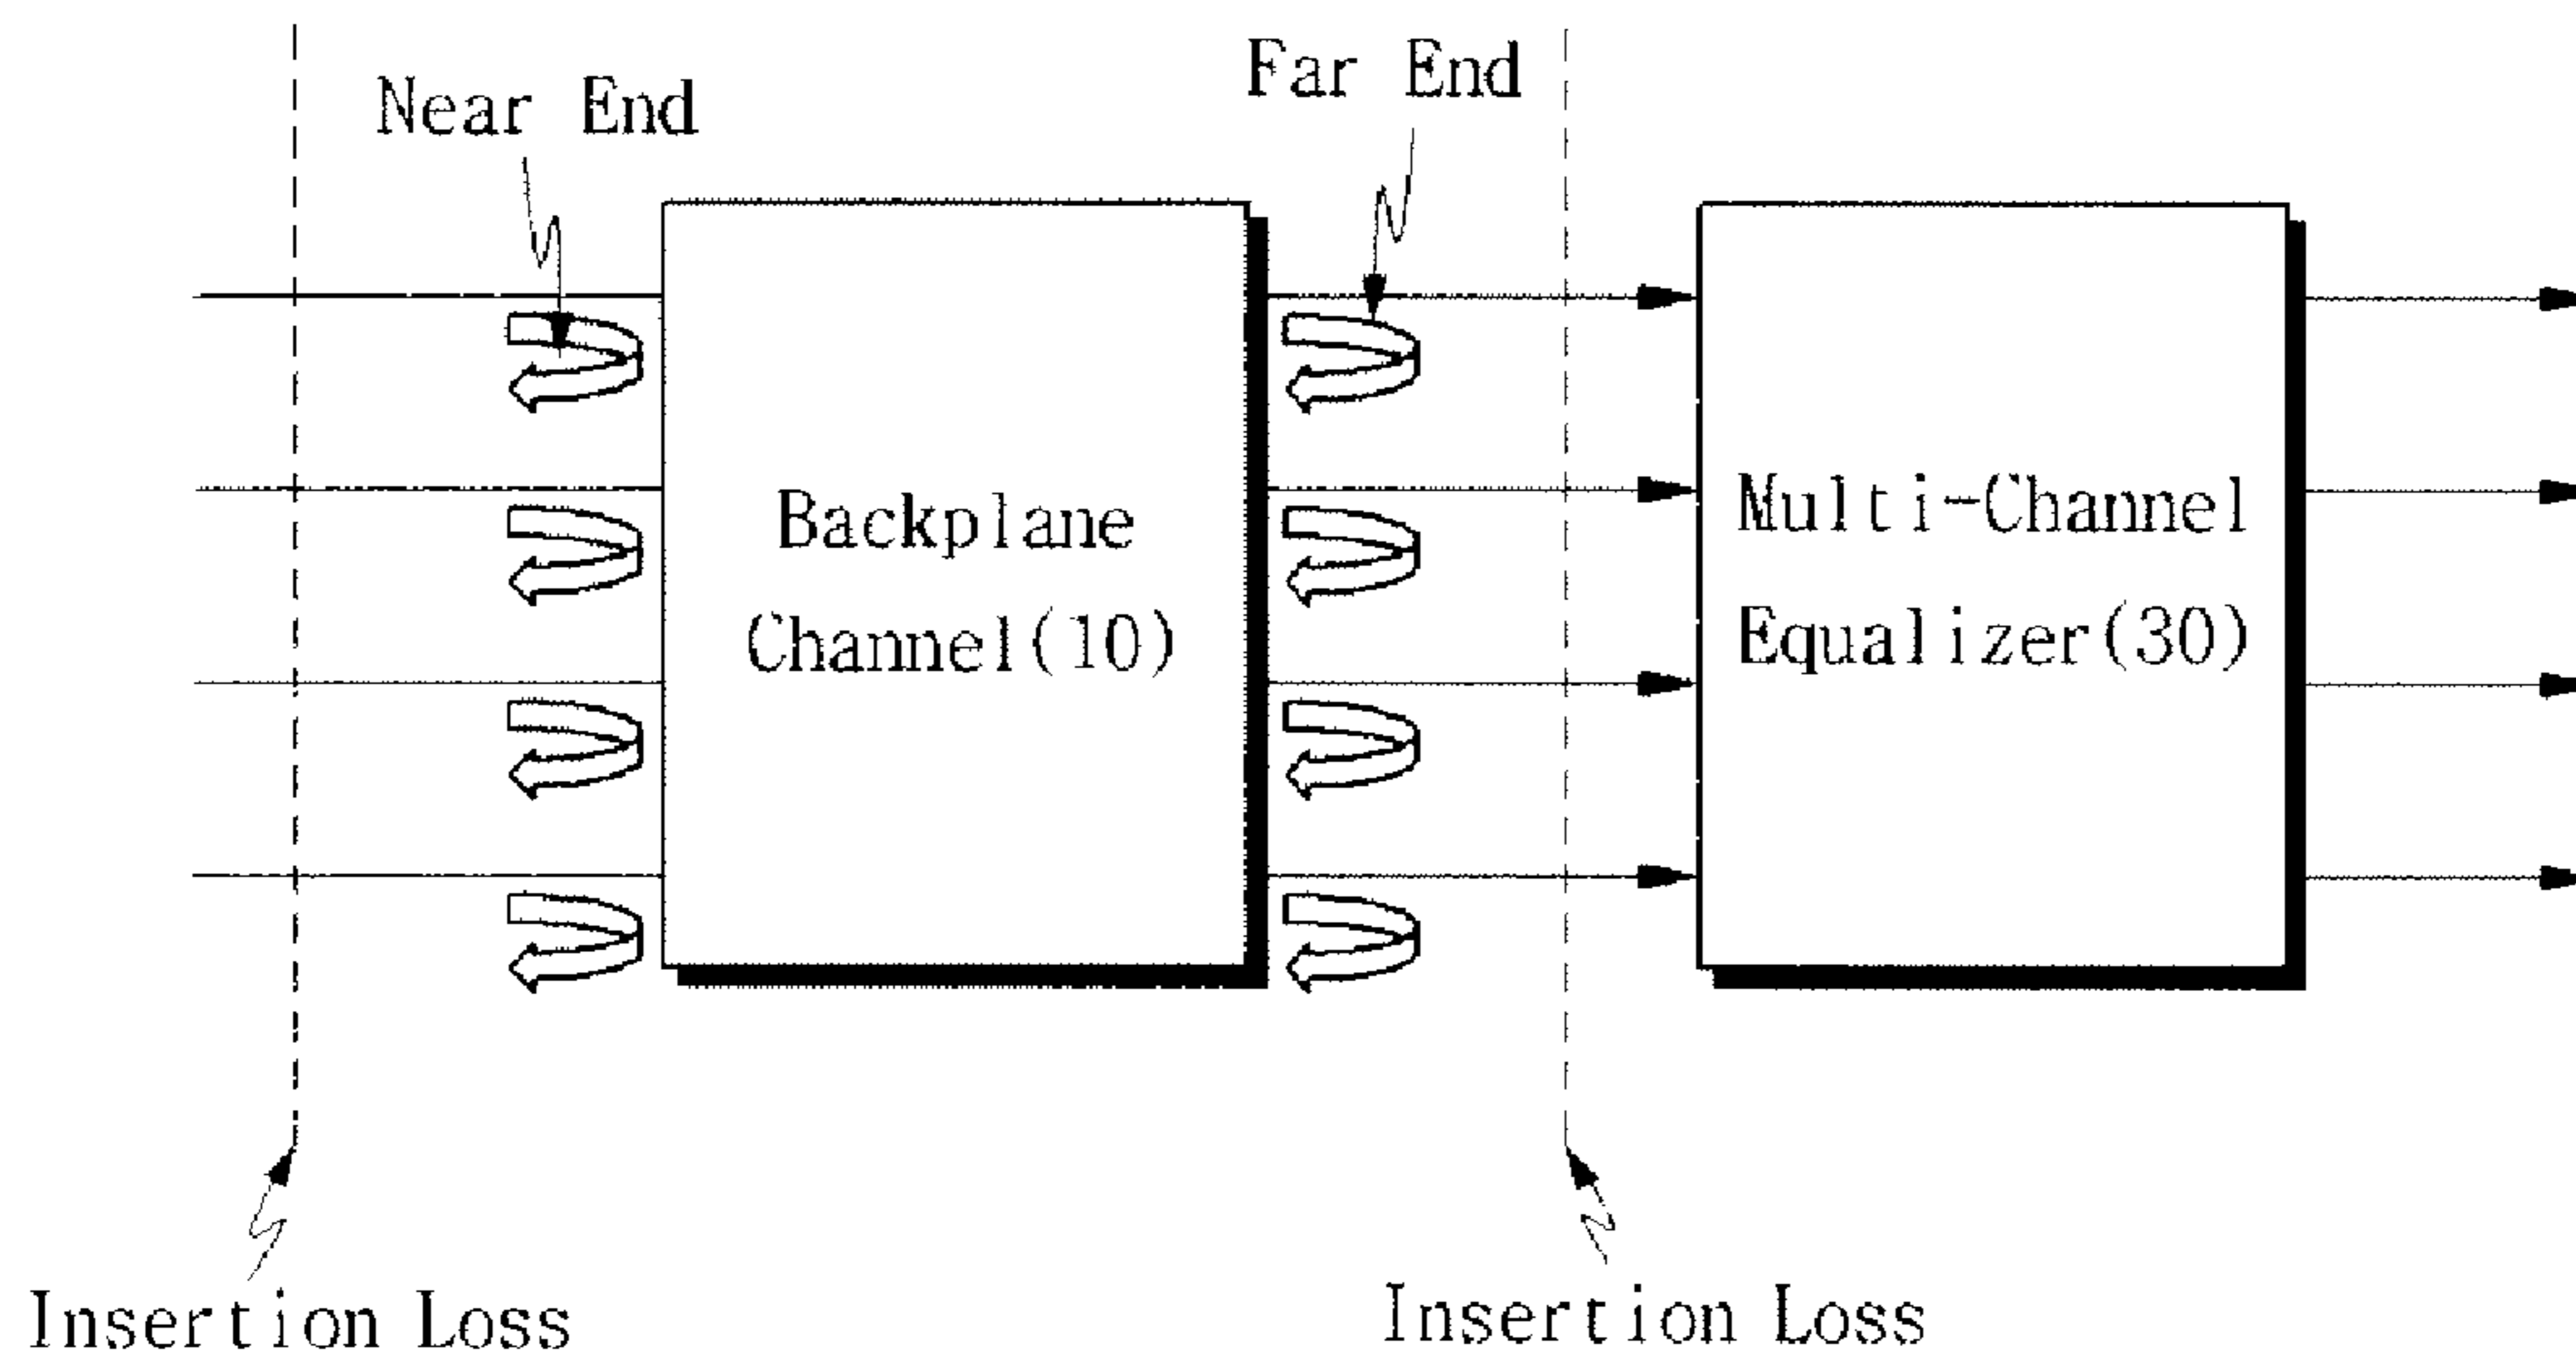 Near End
Far End
Backplane
Channel(10)
Multi-Channel
Equalizer(30)
Insertion Loss
Insertion Loss